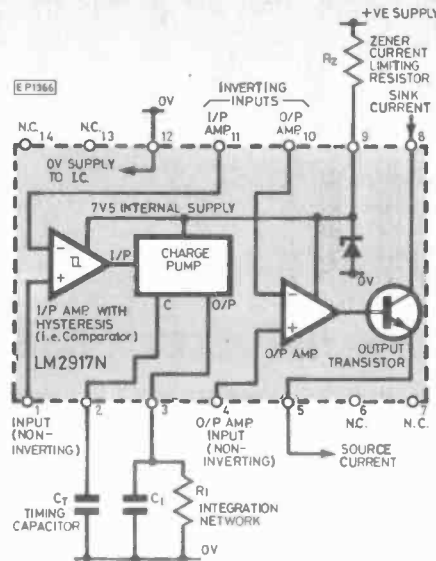 +VE SUPPLY
R2
ZENER
CURRENT
LIMITING
RESISTOR
SINK
CURRENT
EP1366
INVERTING
INPUTS
0V
I/P
AMP
O/P
AMP
N.C.
14
N.C.
13
12
11
10
9
8
0V SUPPLY
TO I.C.
7V5 INTERNAL SUPPLY
I/P
CHARGE
PUMP
C
O/P
0V
-
+
-
+
I/P AMP WITH
HYSTERESIS
(i.e. Comparator)
LM2917N
O/P AMP
OUTPUT
TRANSISTOR
1
2
3
4
5
6
7
INPUT
(NON-
INVERTING)
O/P AMP
INPUT
(NON-
INVERTING)
N.C.
N.C.
SOURCE
CURRENT
CT
TIMING
CAPACITOR
C1
R1
INTEGRATION
NETWORK
0V